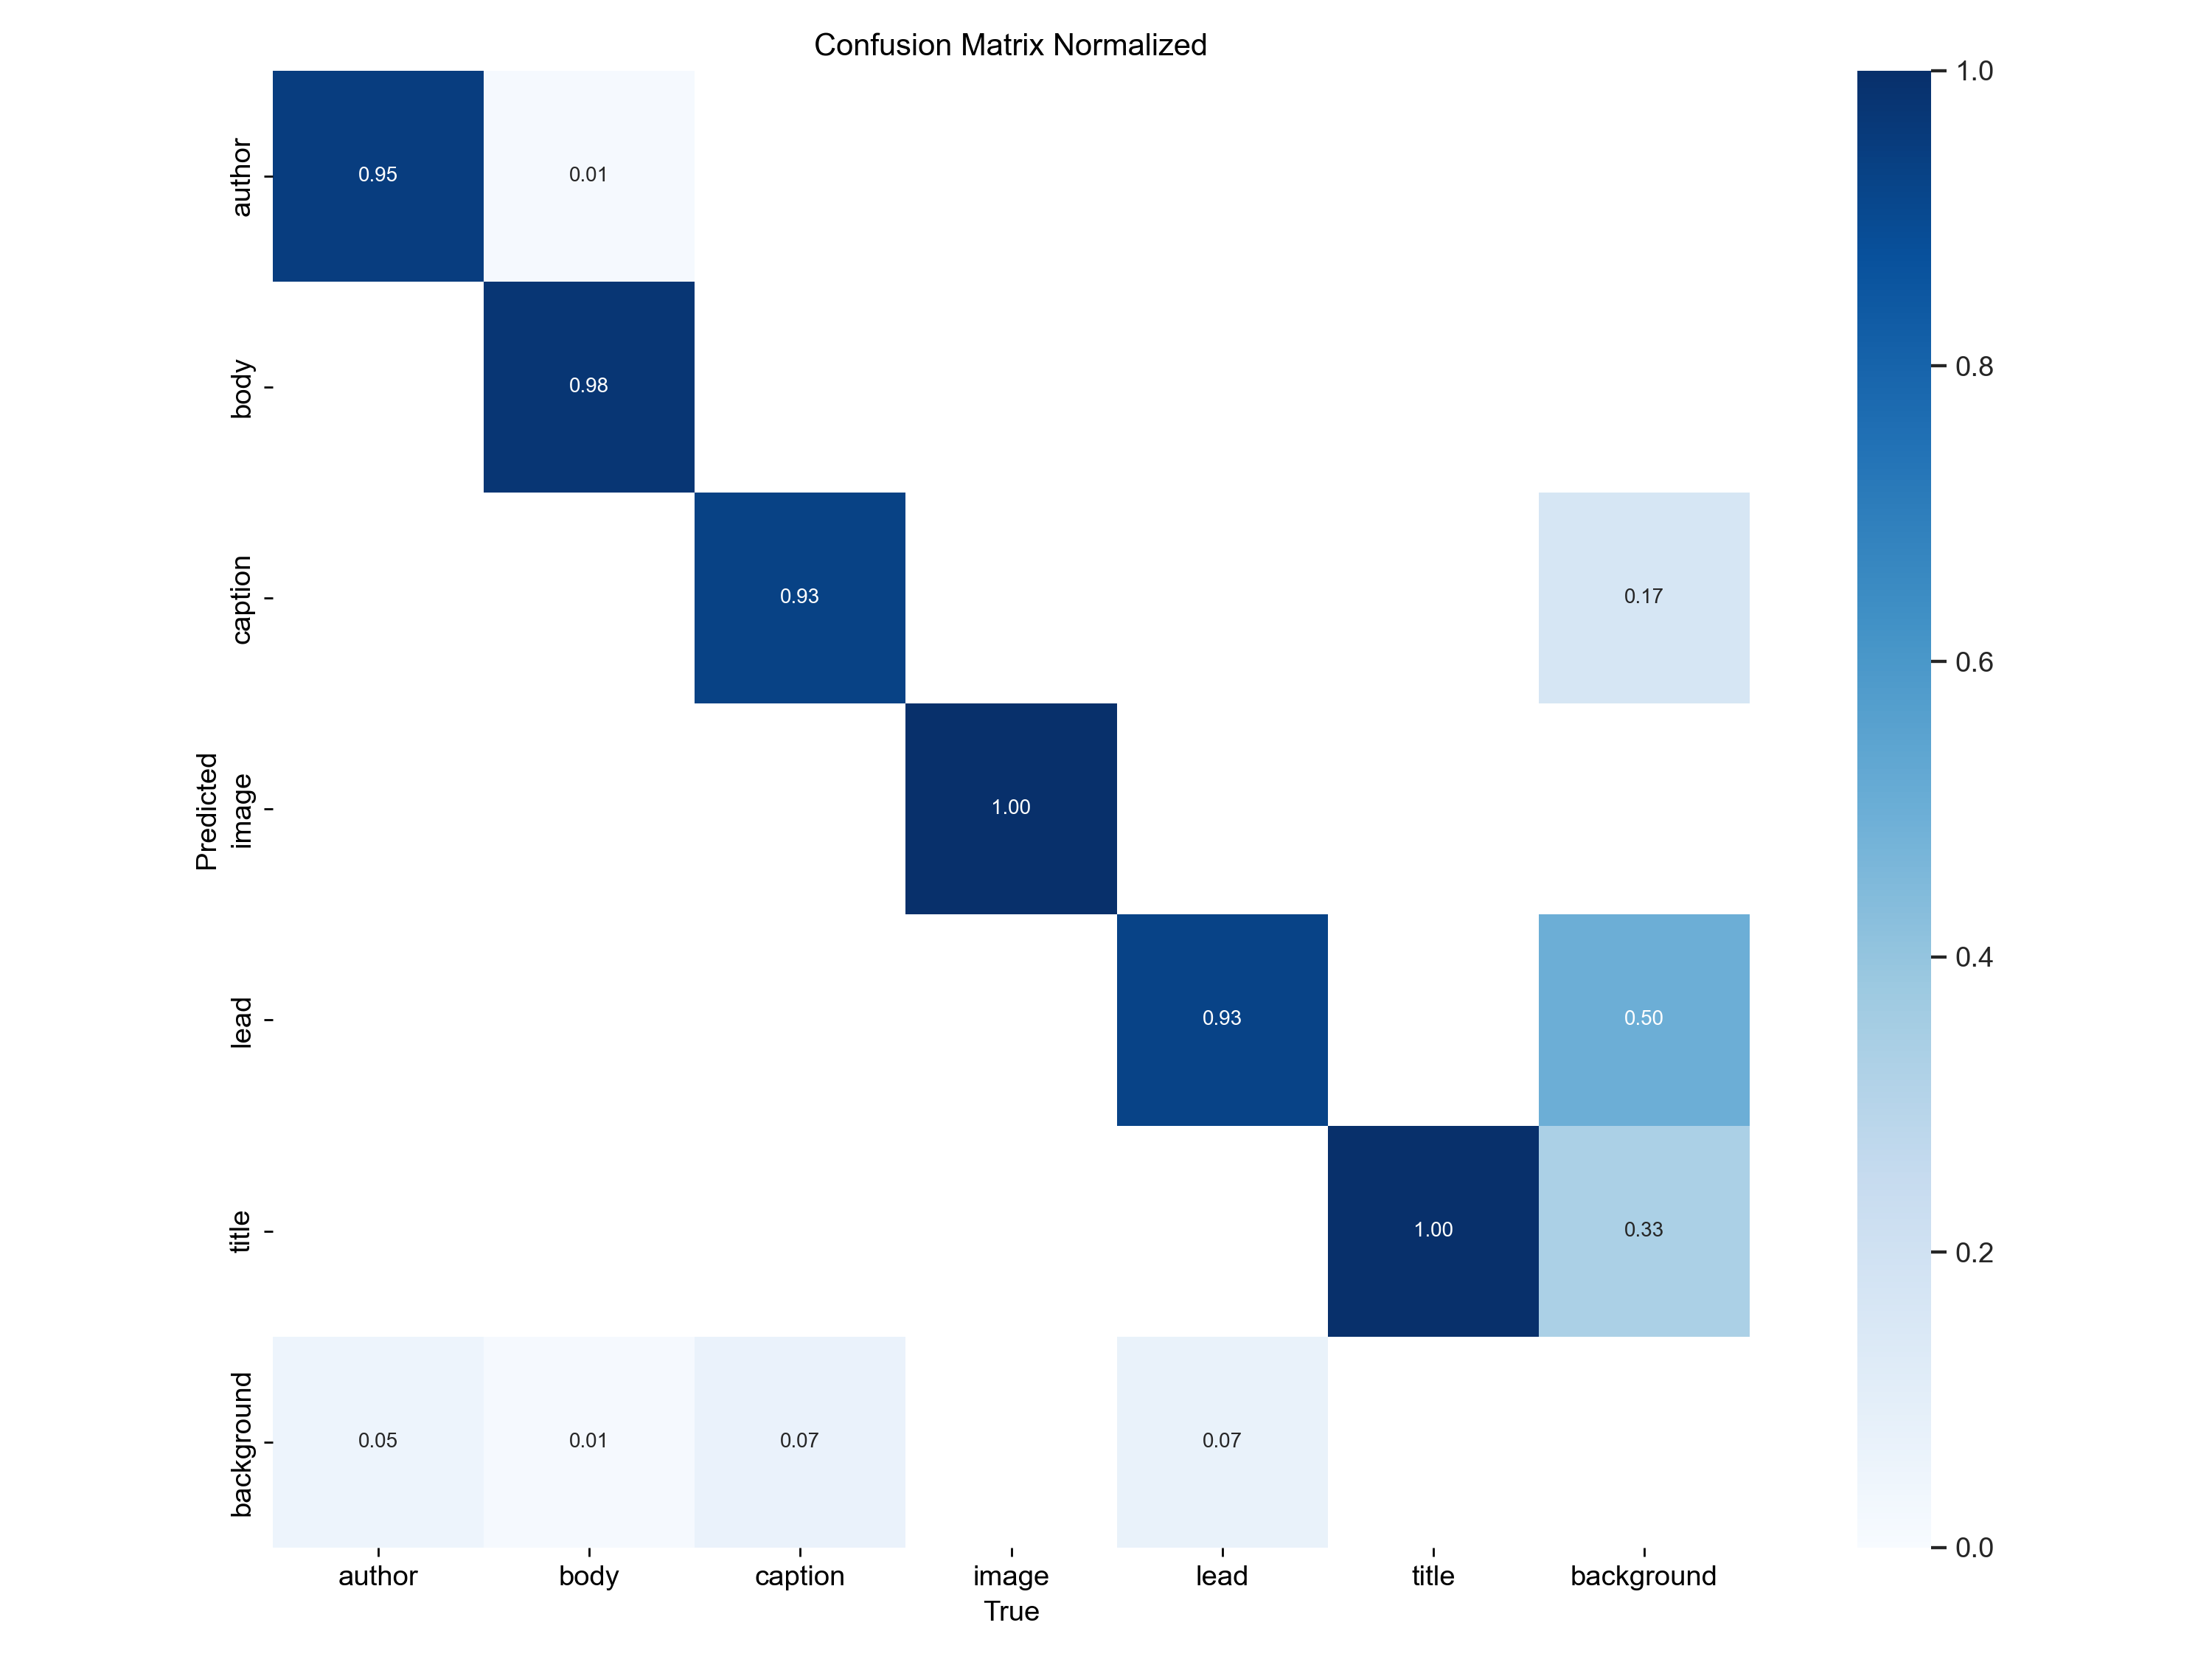 Confusion Matrix Normalized
author 0.95 0.01
body 0.98
caption 0.93 0.17
image 1.00
lead 0.93 0.50
title 1.00 0.33
background 0.05 0.01 0.07 0.07
Predicted
author body caption image lead title background
True
1.0
0.8
0.6
0.4
0.2
0.0